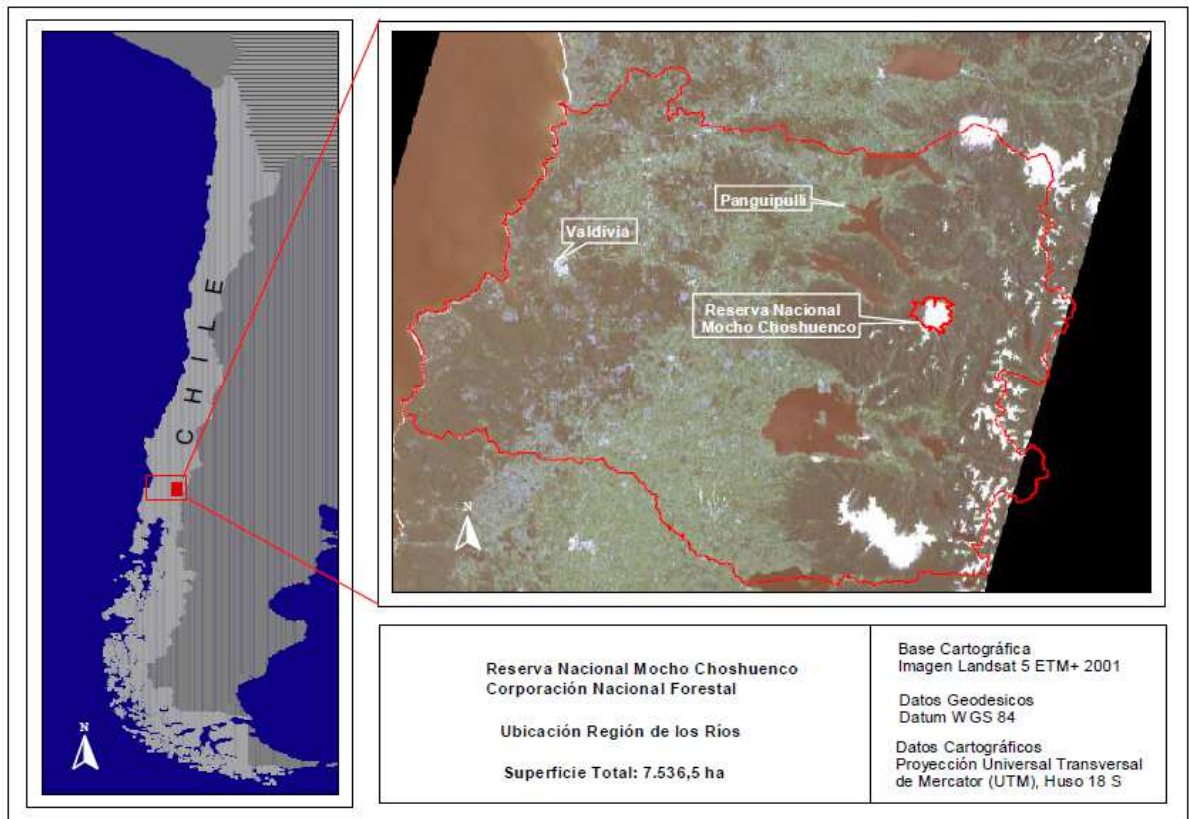 CHILE
N
Panguipulli
Valdivia
Reserva Nacional
Mocho Choshuenco
N
Reserva Nacional Mocho Choshuenco
Corporación Nacional Forestal
Ubicación Región de los Ríos
Superficie Total: 7.536,5 ha
Base Cartográfica
Imagen Landsat 5 ETM+ 2001
Datos Geodesicos
Datum WGS 84
Datos Cartográficos
Proyección Universal Transversal
de Mercator (UTM), Huso 18 S